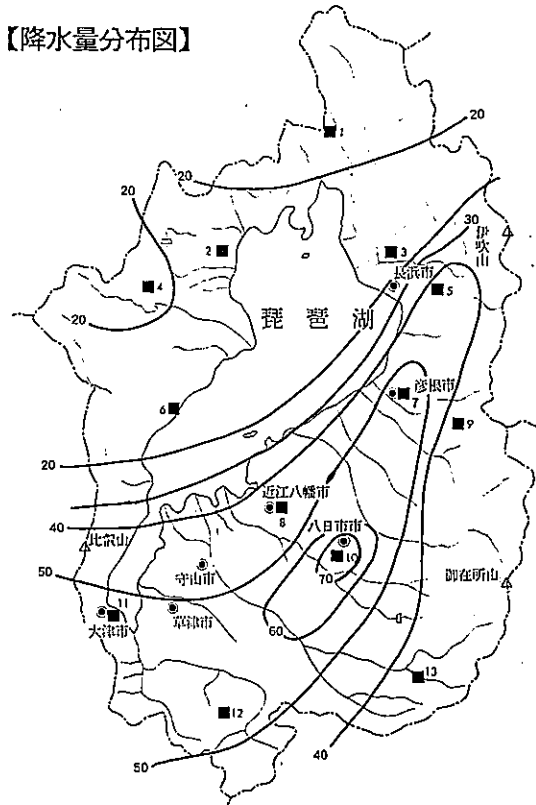 【降水量分布図】
20
1
20
20
30
伊吹山
2
3
長浜市
4
5
20
琵琶湖
彦根市
7
6
9
20
近江八幡市
8
40
八日市市
比叡山
10
守山市
70
50
御在所山
11
大津市
草津市
60
13
12
40
50